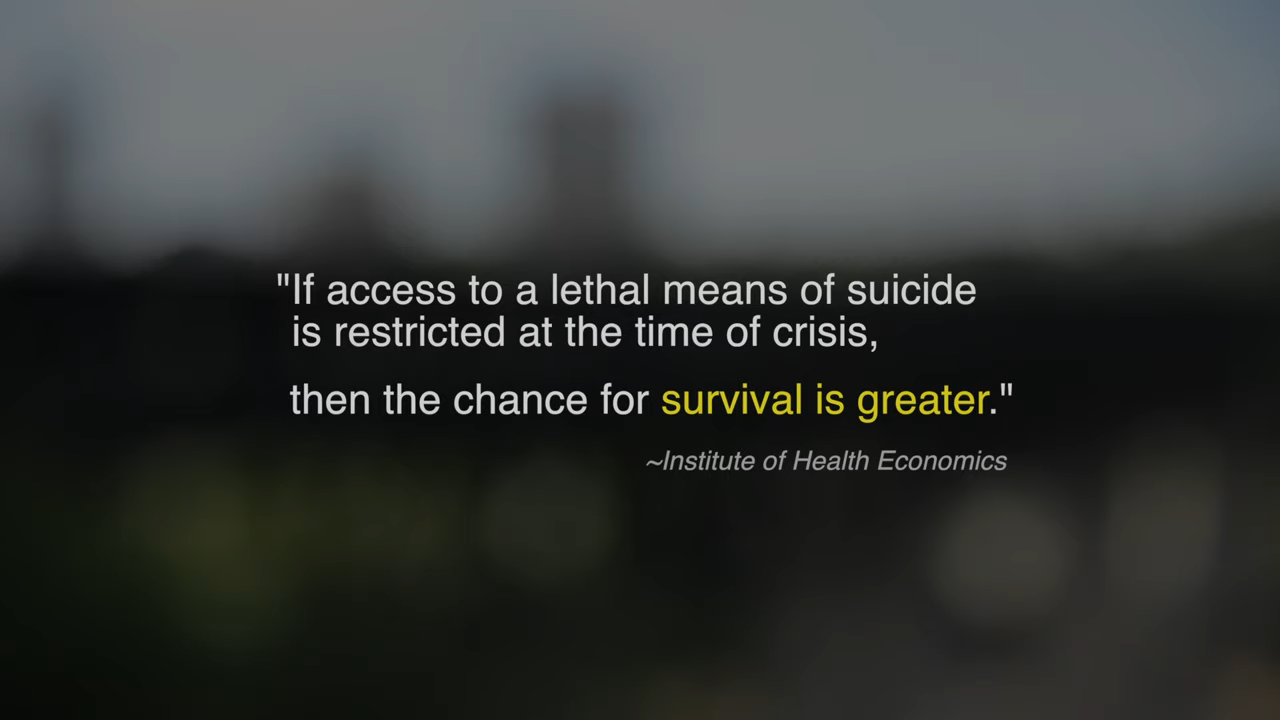 "If access to a lethal means of suicide
is restricted at the time of crisis,
then the chance for survival is greater."
~Institute of Health Economics